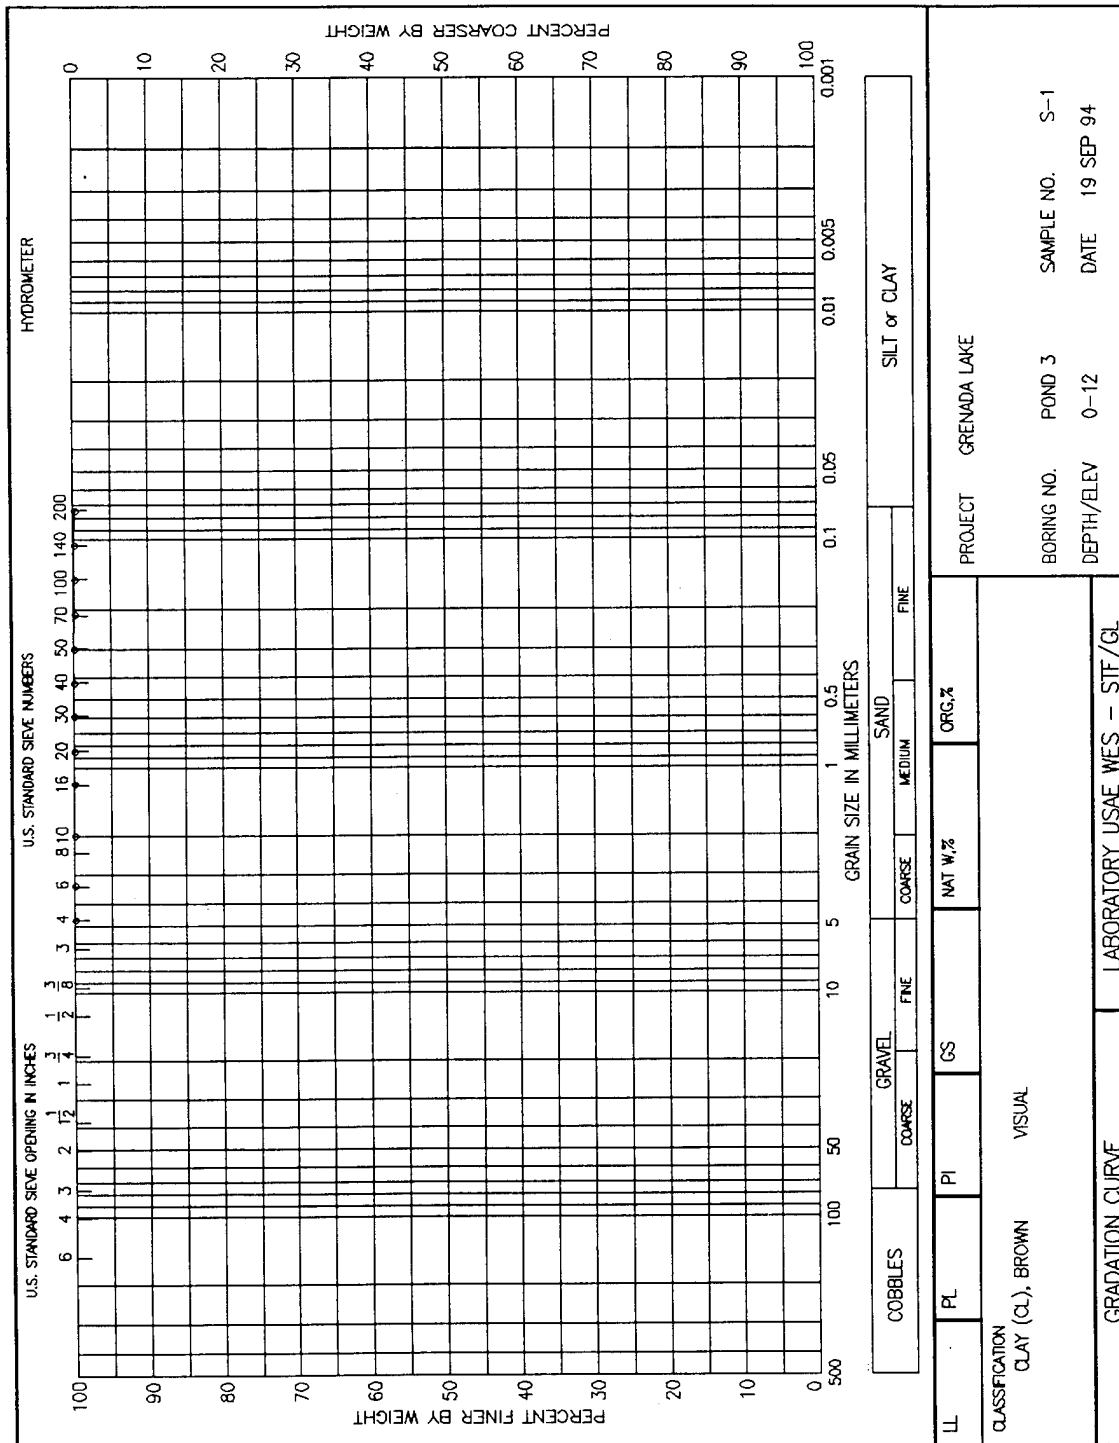 U.S. STANDARD SIEVE OPENING IN INCHES U.S. STANDARD SIEVE NUMBERS HYDROMETER
6 4 3 2 1 1/2 1 3/4 1/2 3/8 3 4 6 8 10 16 20 30 40 50 70 100 140 200
PERCENT FINER BY WEIGHT
100
90
80
70
60
50
40
30
20
10
0
PERCENT COARSER BY WEIGHT
0
10
20
30
40
50
60
70
80
90
100
500 100 50 10 5 1 0.5 0.1 0.05 0.01 0.005 0.001
GRAIN SIZE IN MILLIMETERS
COBBLES GRAVEL SAND SILT or CLAY
COARSE FINE COARSE MEDIUM FINE
LL PL PI GS NAT W,% ORG,%
CLASSIFICATION
CLAY (CL), BROWN VISUAL
PROJECT GRENADA LAKE
BORING NO. POND 3 SAMPLE NO. S-1
DEPTH/ELEV 0-12 DATE 19 SEP 94
GRADATION CURVE LABORATORY USAE WES - STF/GL